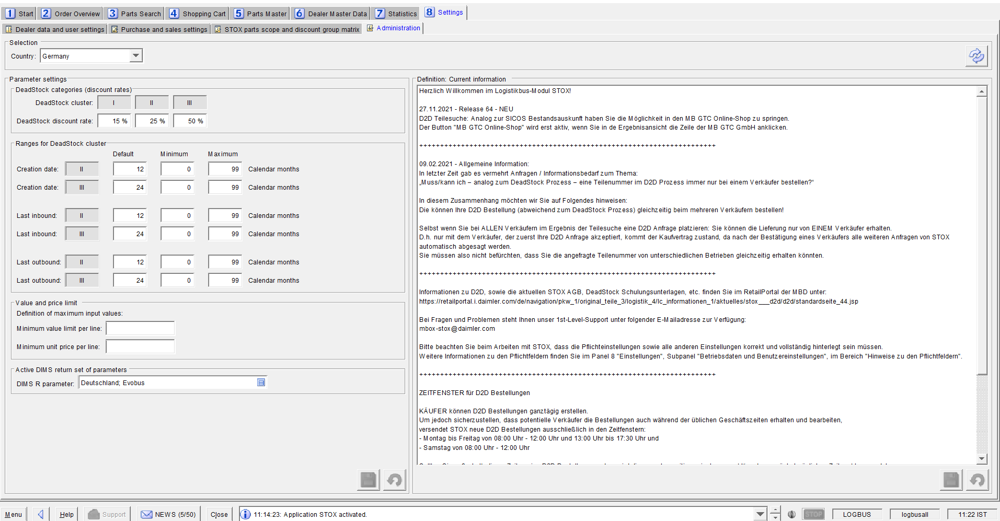 1 Start 2 Order Overview 3 Parts Search 4 Shopping Cart 5 Parts Master 6 Dealer Master Data 7 Statistics 8 Settings
1 Dealer data and user settings 2 Purchase and sales settings 3 STOX parts scope and discount group matrix 4 Administration
Selection
Country: Germany
Parameter settings
DeadStock categories (discount rates)
DeadStock cluster: I II III
DeadStock discount rate: 15 % 25 % 50 %
Ranges for DeadStock cluster
Default Minimum Maximum
Creation date: II 12 0 99 Calendar months
Creation date: III 24 0 99 Calendar months
Last inbound: II 12 0 99 Calendar months
Last inbound: III 24 0 99 Calendar months
Last outbound: II 12 0 99 Calendar months
Last outbound: III 24 0 99 Calendar months
Value and price limit
Definition of maximum input values:
Minimum value limit per line:
Minimum unit price per line:
Active DIMS return set of parameters
DIMS R parameter: Deutschland; Evobus
Definition: Current information
Herzlich Willkommen im Logistikbus-Modul STOX!
27.11.2021 - Release 64 - NEU
D2D Teilesuche: Analog zur SICOS Bestandsauskunft haben Sie die Möglichkeit in den MB GTC Online-Shop zu springen.
Der Button "MB GTC Online-Shop" wird erst aktiv, wenn Sie in de Ergebnisansicht die Zeile der MB GTC GmbH anklicken.
+++++++++++++++++++++++++++++++++++++++++++++++++++++++++++++++++++++++
09.02.2021 - Allgemeine Information:
In letzter Zeit gab es vermehrt Anfragen / Informationsbedarf zum Thema:
„Muss/kann ich – analog zum DeadStock Prozess – eine Teilenummer im D2D Prozess immer nur bei einem Verkäufer bestellen?“
In diesem Zusammenhang möchten wir Sie auf Folgendes hinweisen:
Die können Ihre D2D Bestellung (abweichend zum DeadStock Prozess) gleichzeitig beim mehreren Verkäufern bestellen!
Selbst wenn Sie bei ALLEN Verkäufern im Ergebnis der Teilesuche eine D2D Anfrage platzieren: Sie können die Lieferung nur von EINEM Verkäufer erhalten.
D.h. nur mit dem Verkäufer, der zuerst Ihre D2D Anfrage akzeptiert, kommt der Kaufvertrag zustand, da nach der Bestätigung eines Verkäufers alle weiteren Anfragen von STOX
automatisch abgesagt werden.
Sie müssen also nicht befürchten, dass Sie die angefragte Teilenummer von unterschiedlichen Betrieben gleichzeitig erhalten könnten.
+++++++++++++++++++++++++++++++++++++++++++++++++++++++++++++++++++++++
Informationen zu D2D, sowie die aktuellen STOX AGB, DeadStock Schulungsunterlagen, etc. finden Sie im RetailPortal der MBD unter:
https://retailportal.i.daimler.com/de/navigation/pkw_1/original_teile_3/logistik_4/lc_informationen_1/aktuelles/stox___d2d/d2d/standardseite_44.jsp
Bei Fragen und Problemen steht Ihnen unser 1st-Level-Support unter folgender E-Mailadresse zur Verfügung:
mbox-stox@daimler.com
Bitte beachten Sie beim Arbeiten mit STOX, dass die Pflichteinstellungen sowie alle anderen Einstellungen korrekt und vollständig hinterlegt sein müssen.
Weitere Informationen zu den Pflichtfeldern finden Sie im Panel 8 "Einstellungen", Subpanel "Betriebsdaten und Benutzereinstellungen", im Bereich "Hinweise zu den Pflichtfeldern".
+++++++++++++++++++++++++++++++++++++++++++++++++++++++++++++++++++++++
ZEITFENSTER für D2D Bestellungen
KÄUFER können D2D Bestellungen ganztägig erstellen.
Um jedoch sicherzustellen, dass potentielle Verkäufer die Bestellungen auch während der üblichen Geschäftszeiten erhalten und bearbeiten,
versendet STOX neue D2D Bestellungen ausschließlich in den Zeitfenstern:
- Montag bis Freitag von 08:00 Uhr - 12:00 Uhr und 13:00 Uhr bis 17:30 Uhr und
- Samstag von 08:00 Uhr - 12:00 Uhr
Menu Help Support NEWS (5/50) Close 11:14:23: Application STOX activated. STOP LOGBUS logbusall 11:22 IST